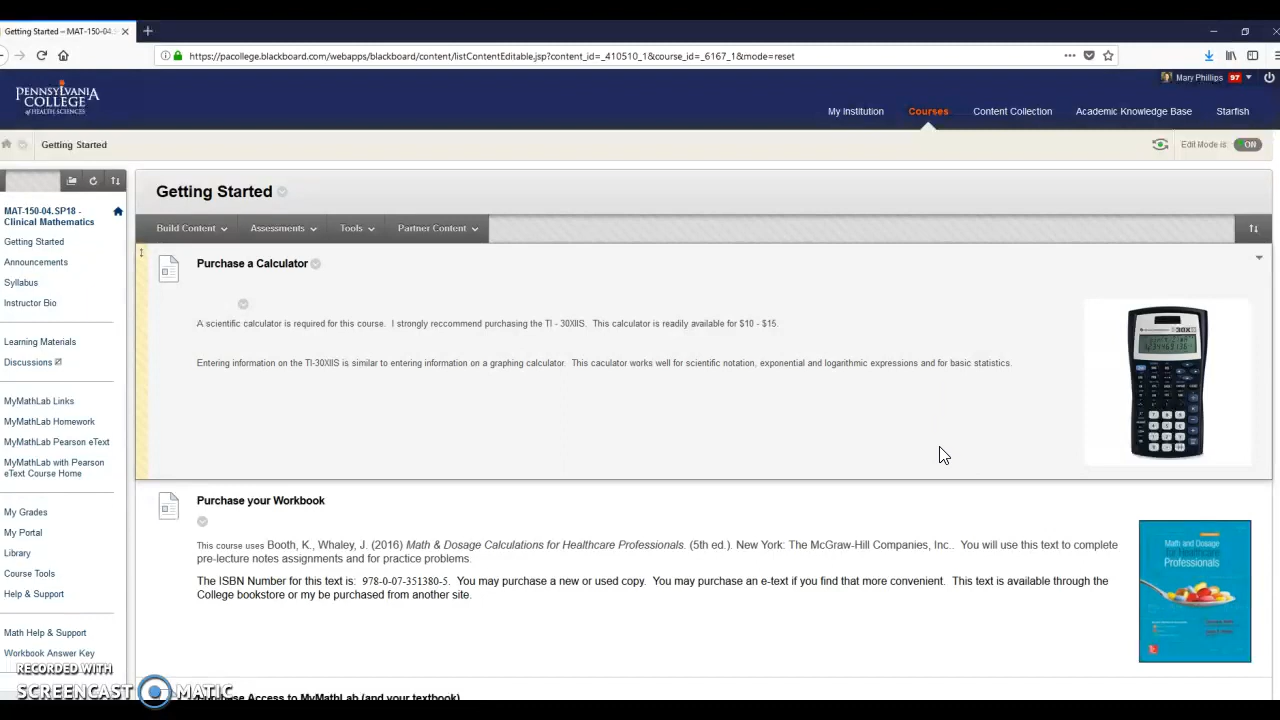 Getting Started – MAT-150-04.
https://pacollege.blackboard.com/webapps/blackboard/content/listContentEditable.jsp?content_id=_410510_1&course_id=_6167_1&mode=reset
PENNSYLVANIA
COLLEGE
OF HEALTH SCIENCES
Mary Phillips 97
My Institution Courses Content Collection Academic Knowledge Base Starfish
Getting Started
Edit Mode is: ON
MAT-150-04.SP18 -
Clinical Mathematics
Getting Started
Announcements
Syllabus
Instructor Bio
Learning Materials
Discussions
MyMathLab Links
MyMathLab Homework
MyMathLab Pearson eText
MyMathLab with Pearson
eText Course Home
My Grades
My Portal
Library
Course Tools
Help & Support
Math Help & Support
Workbook Answer Key
Getting Started
Build Content Assessments Tools Partner Content
Purchase a Calculator
A scientific calculator is required for this course. I strongly reccommend purchasing the TI - 30XIIS. This calculator is readily available for $10 - $15.
Entering information on the TI-30XIIS is similar to entering information on a graphing calculator. This caculator works well for scientific notation, exponential and logarithmic expressions and for basic statistics.
30X
Purchase your Workbook
This course uses Booth, K., Whaley, J. (2016) Math & Dosage Calculations for Healthcare Professionals. (5th ed.). New York: The McGraw-Hill Companies, Inc.. You will use this text to complete
pre-lecture notes assignments and for practice problems.
The ISBN Number for this text is: 978-0-07-351380-5. You may purchase a new or used copy. You may purchase an e-text if you find that more convenient. This text is available through the
College bookstore or my be purchased from another site.
Math and Dosage
for Healthcare
Professionals
Access to MyMathLab (and your textbook)
RECORDED WITH
SCREENCAST MATIC